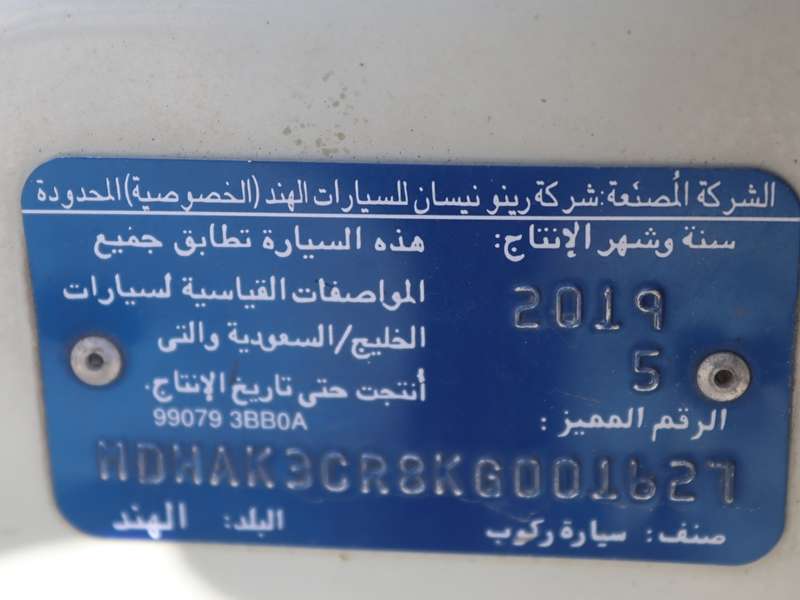 الشركة المُصنّعة: شركة رينو نيسان للسيارات الهند (الخصوصية) المحدودة
سنة وشهر الإنتاج:
2019
5
هذه السيارة تطابق جميع
المواصفات القياسية لسيارات
الخليج/السعودية والتى
أنتجت حتى تاريخ الإنتاج.
99079 3BB0A
الرقم المميز :
MDHAK3CR8KG001627
صنف: سيارة ركوب
البلد: الهند